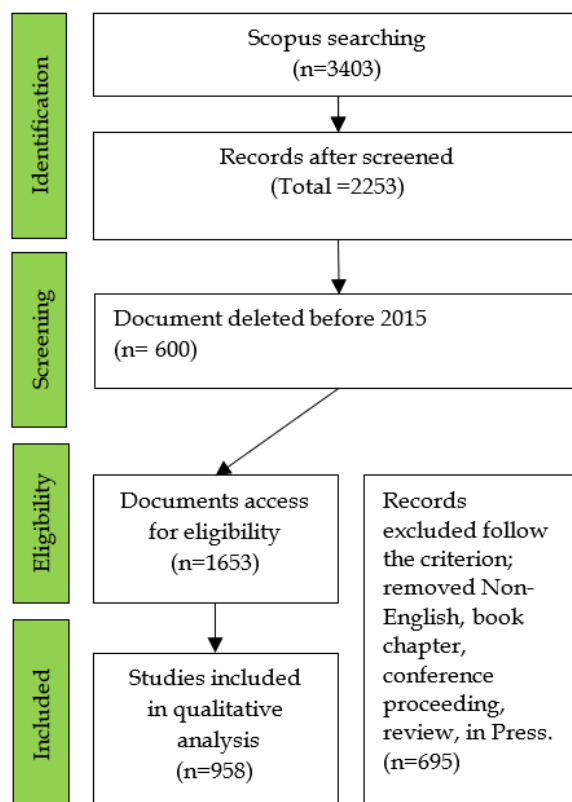 Identification
Scopus searching
(n=3403)
Records after screened
(Total =2253)
Screening
Document deleted before 2015
(n= 600)
Eligibility
Documents access
for eligibility
(n=1653)
Records
excluded follow
the criterion;
removed Non-
English, book
chapter,
conference
proceeding,
review, in Press.
(n=695)
Included
Studies included
in qualitative
analysis
(n=958)